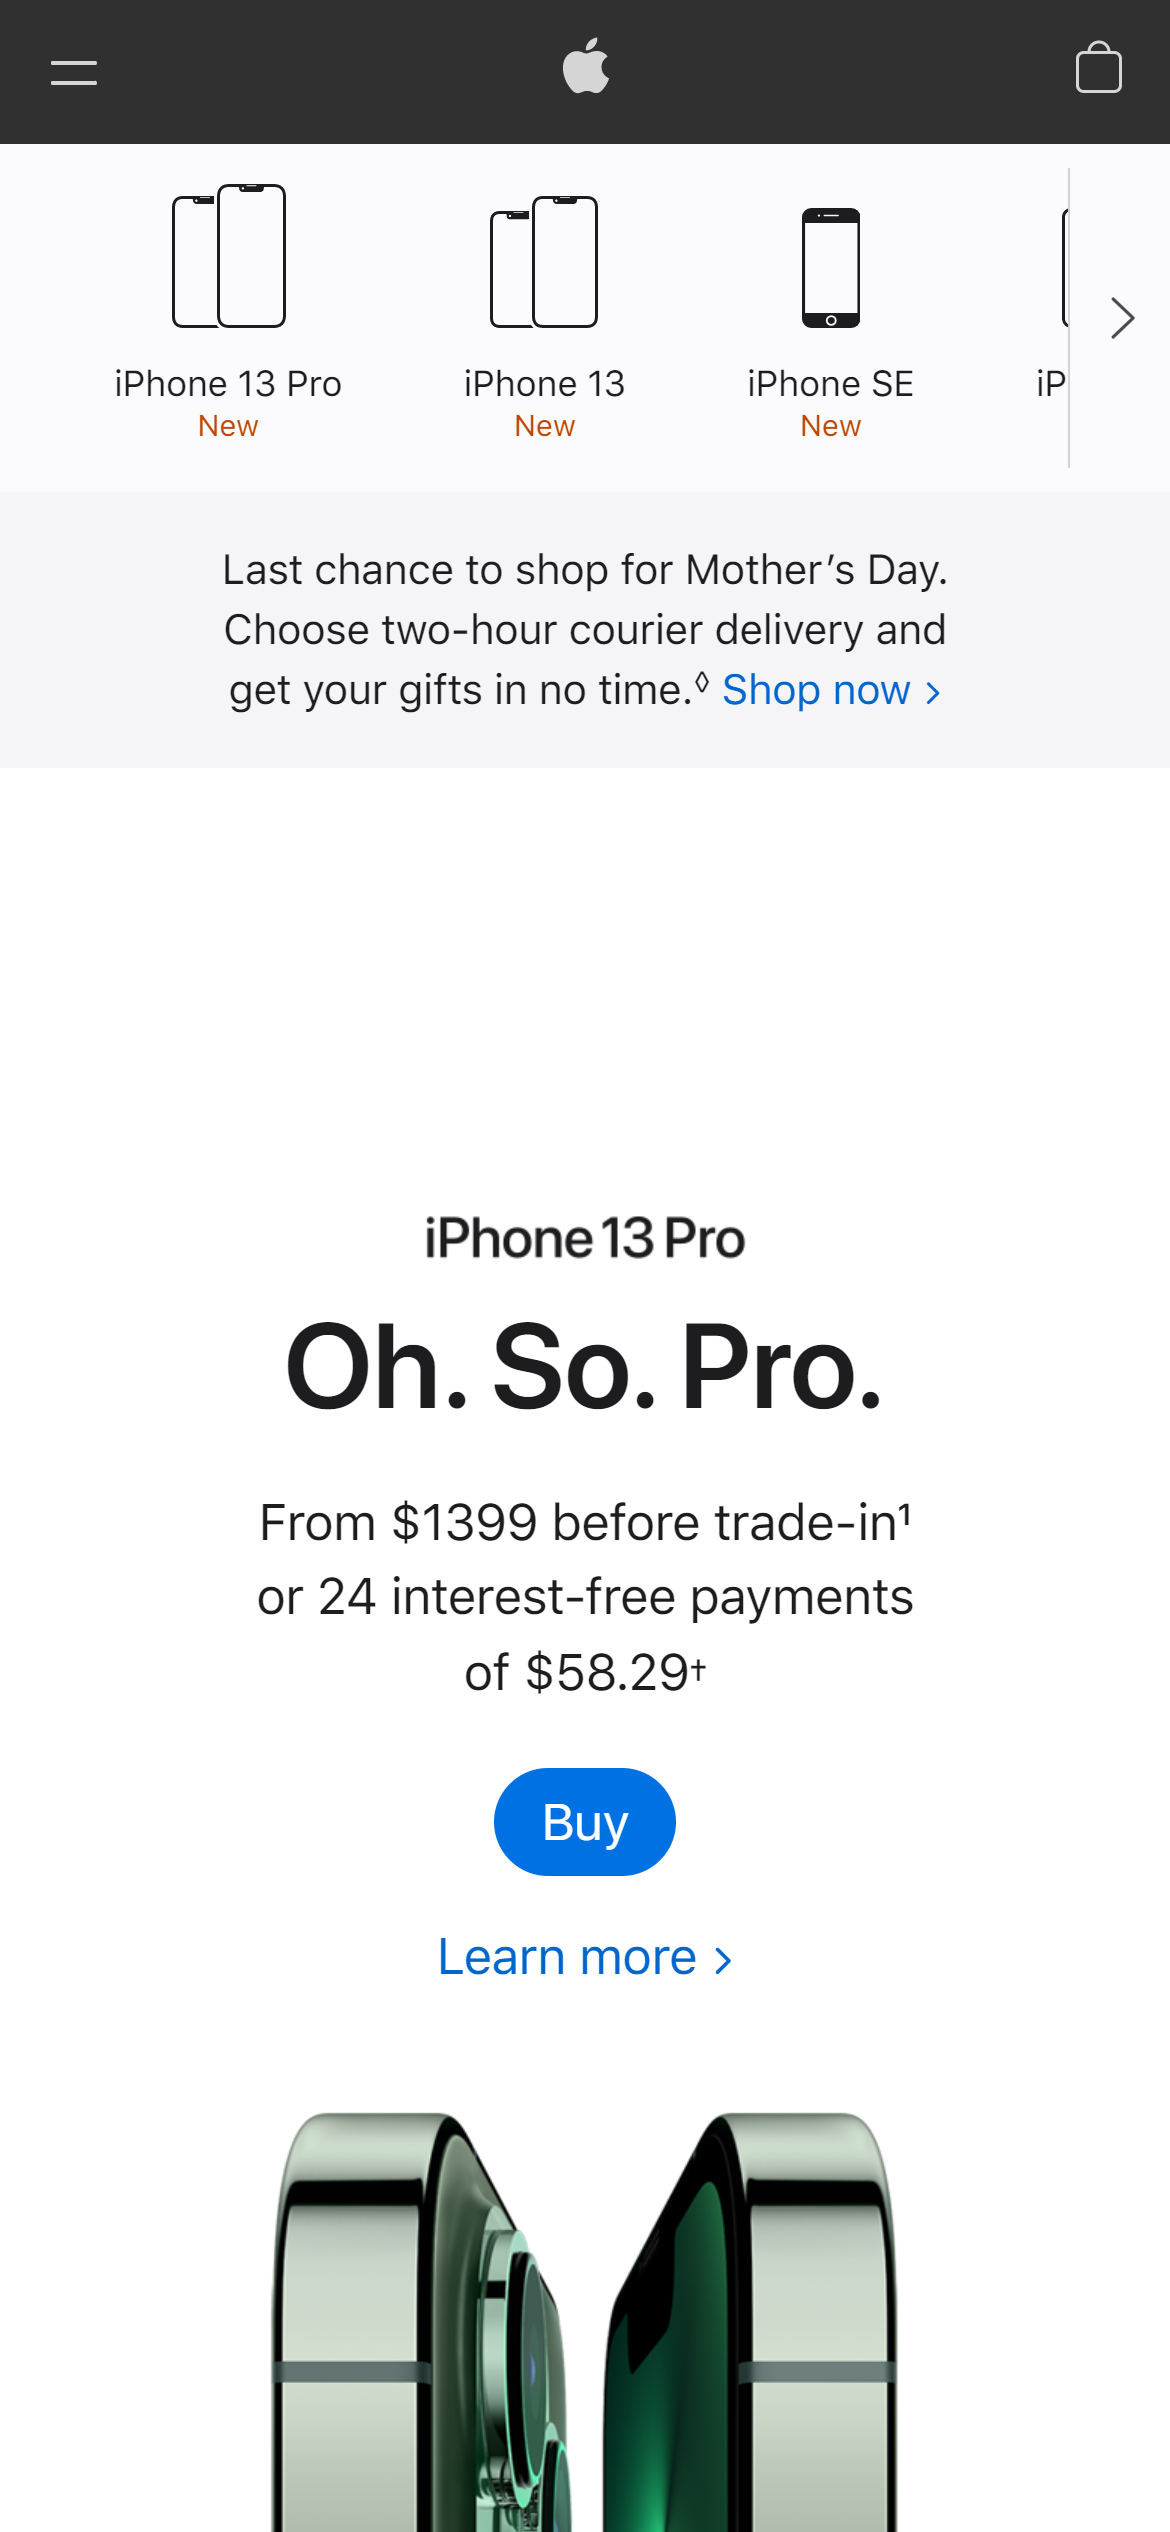 iPhone 13 Pro
New
iPhone 13
New
iPhone SE
New
iP
Last chance to shop for Mother’s Day.
Choose two-hour courier delivery and
get your gifts in no time.◊ Shop now >
iPhone 13 Pro
Oh. So. Pro.
From $1399 before trade-in¹
or 24 interest-free payments
of $58.29†
Buy
Learn more >